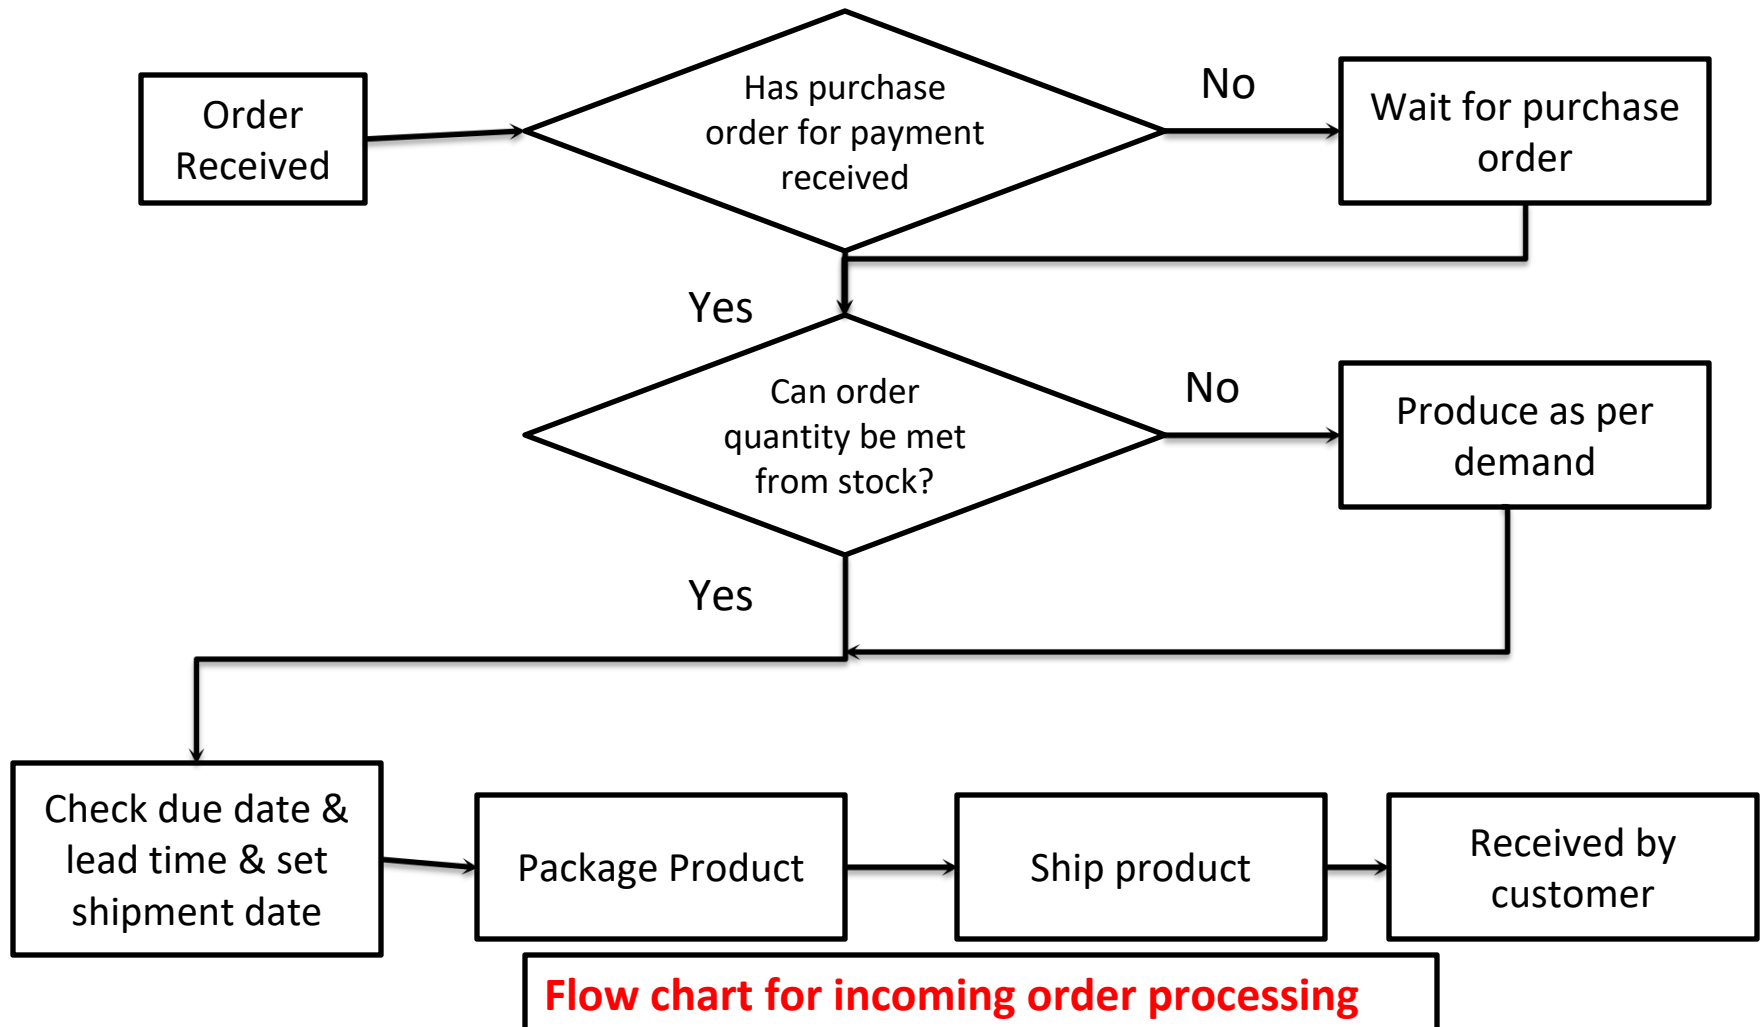 Order
Received
Has purchase
order for payment
received
No
Wait for purchase
order
Yes
Can order
quantity be met
from stock?
No
Produce as per
demand
Yes
Check due date &
lead time & set
shipment date
Package Product
Ship product
Received by
customer
Flow chart for incoming order processing